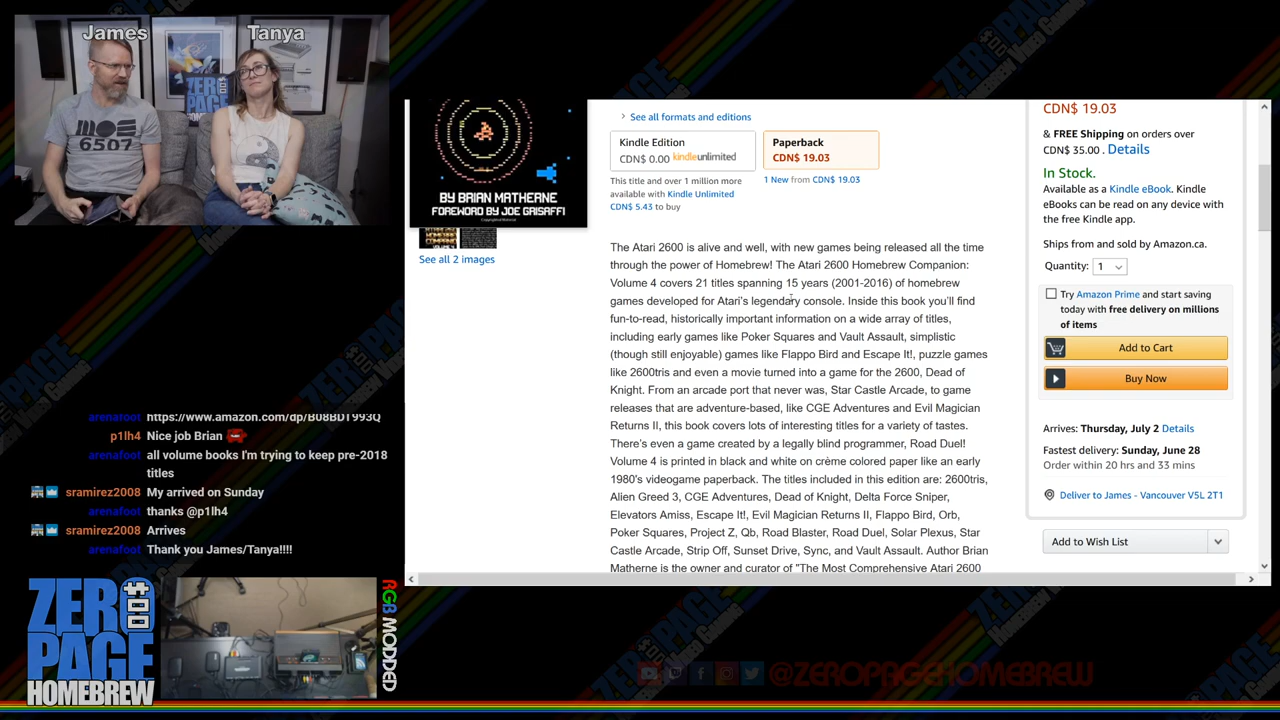 James
Tanya
ZERO
PAGE
MOS
6507
BY BRIAN MATHERNE
FOREWORD BY JOE GRISAFFI
See all 2 images
› See all formats and editions
Kindle Edition
CDN$ 0.00 kindleunlimited
Paperback
CDN$ 19.03
This title and over 1 million more
available with Kindle Unlimited
CDN$ 5.43 to buy
1 New from CDN$ 19.03
The Atari 2600 is alive and well, with new games being released all the time
through the power of Homebrew! The Atari 2600 Homebrew Companion:
Volume 4 covers 21 titles spanning 15 years (2001-2016) of homebrew
games developed for Atari's legendary console. Inside this book you'll find
fun-to-read, historically important information on a wide array of titles,
including early games like Poker Squares and Vault Assault, simplistic
(though still enjoyable) games like Flappo Bird and Escape It!, puzzle games
like 2600tris and even a movie turned into a game for the 2600, Dead of
Knight. From an arcade port that never was, Star Castle Arcade, to game
releases that are adventure-based, like CGE Adventures and Evil Magician
Returns II, this book covers lots of interesting titles for a variety of tastes.
There's even a game created by a legally blind programmer, Road Duel!
Volume 4 is printed in black and white on crème colored paper like an early
1980's videogame paperback. The titles included in this edition are: 2600tris,
Alien Greed 3, CGE Adventures, Dead of Knight, Delta Force Sniper,
Elevators Amiss, Escape It!, Evil Magician Returns II, Flappo Bird, Orb,
Poker Squares, Project Z, Qb, Road Blaster, Road Duel, Solar Plexus, Star
Castle Arcade, Strip Off, Sunset Drive, Sync, and Vault Assault. Author Brian
Matherne is the owner and curator of "The Most Comprehensive Atari 2600
CDN$ 19.03
& FREE Shipping on orders over
CDN$ 35.00 . Details
In Stock.
Available as a Kindle eBook. Kindle
eBooks can be read on any device with
the free Kindle app.
Ships from and sold by Amazon.ca.
Quantity: 1
Try Amazon Prime and start saving
today with free delivery on millions
of items
Add to Cart
Buy Now
Arrives: Thursday, July 2 Details
Fastest delivery: Sunday, June 28
Order within 20 hrs and 33 mins
Deliver to James - Vancouver V5L 2T1
Add to Wish List
arenafoot https://www.amazon.com/dp/B08BDT993Q
p1lh4 Nice job Brian
arenafoot all volume books I'm trying to keep pre-2018
titles
sramirez2008 My arrived on Sunday
arenafoot thanks @p1lh4
sramirez2008 Arrives
arenafoot Thank you James/Tanya!!!!
ZERO
PAGE
HOMEBREW
RGB MODDED
@ZEROPAGEHOMEBREW